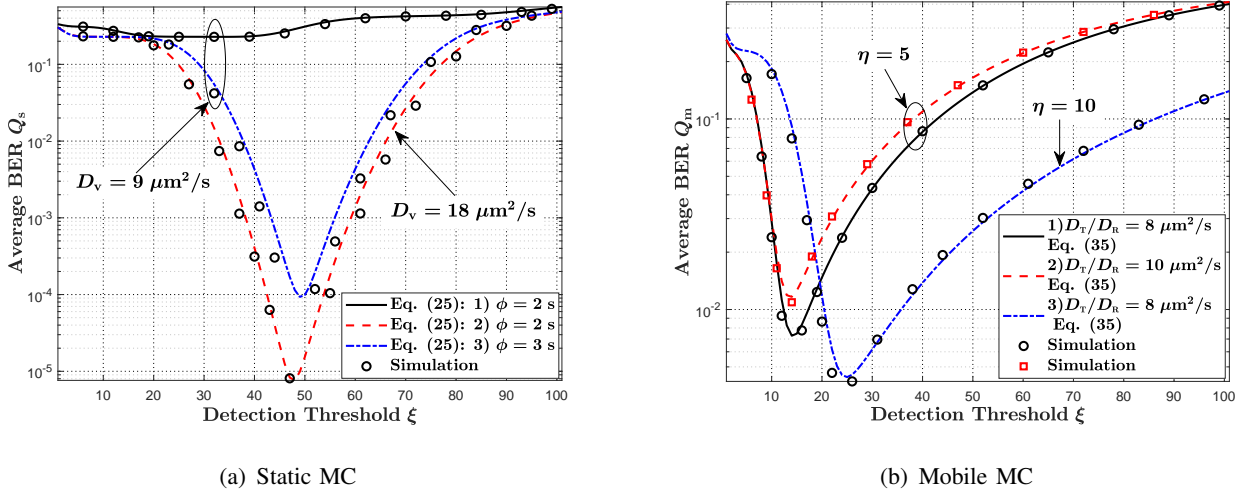 10^-1
10^-2
10^-3
10^-4
10^-5
Average BER Q_s
10 20 30 40 50 60 70 80 90 100
Detection Threshold ξ
D_v = 9 μm²/s
D_v = 18 μm²/s
Eq. (25): 1) ϕ = 2 s
Eq. (25): 2) ϕ = 2 s
Eq. (25): 3) ϕ = 3 s
Simulation
(a) Static MC
10^-1
10^-2
Average BER Q_m
10 20 30 40 50 60 70 80 90 100
Detection Threshold ξ
η = 5
η = 10
1)D_T/D_R = 8 μm²/s
Eq. (35)
2)D_T/D_R = 10 μm²/s
Eq. (35)
3)D_T/D_R = 8 μm²/s
Eq. (35)
Simulation
Simulation
(b) Mobile MC